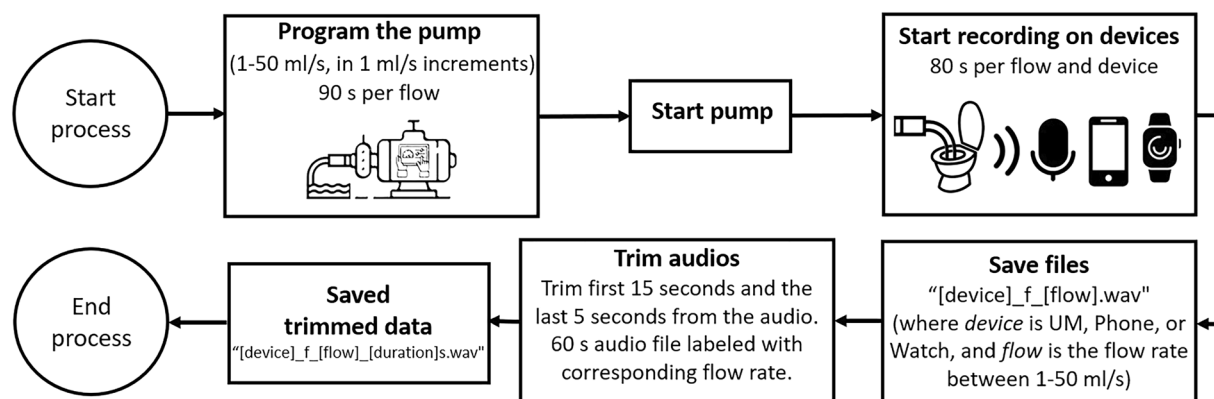 Start
process
Program the pump
(1-50 ml/s, in 1 ml/s increments)
90 s per flow
Start pump
Start recording on devices
80 s per flow and device
Save files
“[device]_f_[flow].wav"
(where device is UM, Phone, or
Watch, and flow is the flow rate
between 1-50 ml/s)
Trim audios
Trim first 15 seconds and the
last 5 seconds from the audio.
60 s audio file labeled with
corresponding flow rate.
Saved
trimmed data
“[device]_f_[flow]_[duration]s.wav"
End
process